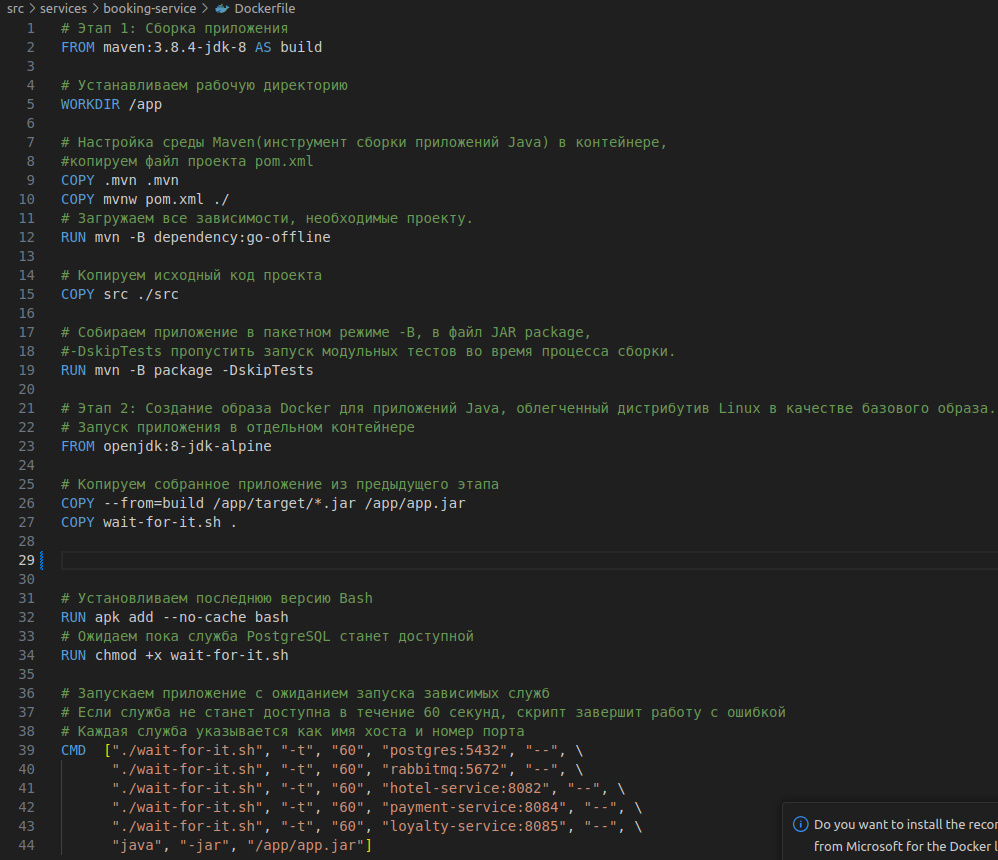 src > services > booking-service > Dockerfile
1 # Этап 1: Сборка приложения
2 FROM maven:3.8.4-jdk-8 AS build
3
4 # Устанавливаем рабочую директорию
5 WORKDIR /app
6
7 # Настройка среды Maven(инструмент сборки приложений Java) в контейнере,
8 #копируем файл проекта pom.xml
9 COPY .mvn .mvn
10 COPY mvnw pom.xml ./
11 # Загружаем все зависимости, необходимые проекту.
12 RUN mvn -B dependency:go-offline
13
14 # Копируем исходный код проекта
15 COPY src ./src
16
17 # Собираем приложение в пакетном режиме -B, в файл JAR package,
18 #-DskipTests пропустить запуск модульных тестов во время процесса сборки.
19 RUN mvn -B package -DskipTests
20
21 # Этап 2: Создание образа Docker для приложений Java, облегченный дистрибутив Linux в качестве базового образа.
22 # Запуск приложения в отдельном контейнере
23 FROM openjdk:8-jdk-alpine
24
25 # Копируем собранное приложение из предыдущего этапа
26 COPY --from=build /app/target/*.jar /app/app.jar
27 COPY wait-for-it.sh .
28
29
30
31 # Установливаем последнюю версию Bash
32 RUN apk add --no-cache bash
33 # Ожидаем пока служба PostgreSQL станет доступной
34 RUN chmod +x wait-for-it.sh
35
36 # Запускаем приложение с ожиданием запуска зависимых служб
37 # Если служба не станет доступна в течение 60 секунд, скрипт завершит работу с ошибкой
38 # Каждая служба указывается как имя хоста и номер порта
39 CMD ["./wait-for-it.sh", "-t", "60", "postgres:5432", "--", \
40 "./wait-for-it.sh", "-t", "60", "rabbitmq:5672", "--", \
41 "./wait-for-it.sh", "-t", "60", "hotel-service:8082", "--", \
42 "./wait-for-it.sh", "-t", "60", "payment-service:8084", "--", \
43 "./wait-for-it.sh", "-t", "60", "loyalty-service:8085", "--", \
44 "java", "-jar", "/app/app.jar"]
Do you want to install the recor
from Microsoft for the Docker l